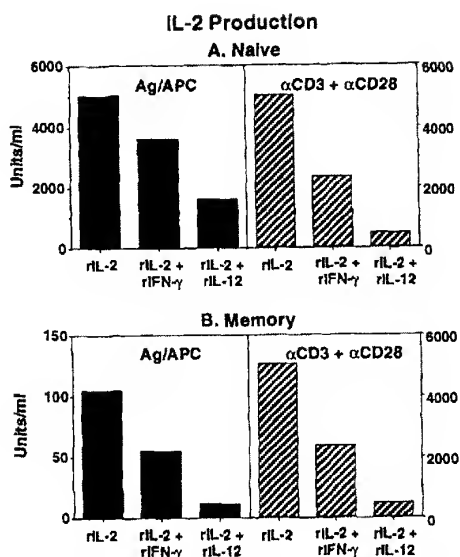 IL-2 Production
A. Naive
Ag/APC
αCD3 + αCD28
Units/ml
6000
4000
2000
0
6000
4000
2000
0
rIL-2
rIL-2 +
rIFN-γ
rIL-2 +
rIL-12
rIL-2
rIL-2 +
rIFN-γ
rIL-2 +
rIL-12
B. Memory
Ag/APC
αCD3 + αCD28
Units/ml
150
100
50
0
6000
4000
2000
0
rIL-2
rIL-2 +
rIFN-γ
rIL-2 +
rIL-12
rIL-2
rIL-2 +
rIFN-γ
rIL-2 +
rIL-12